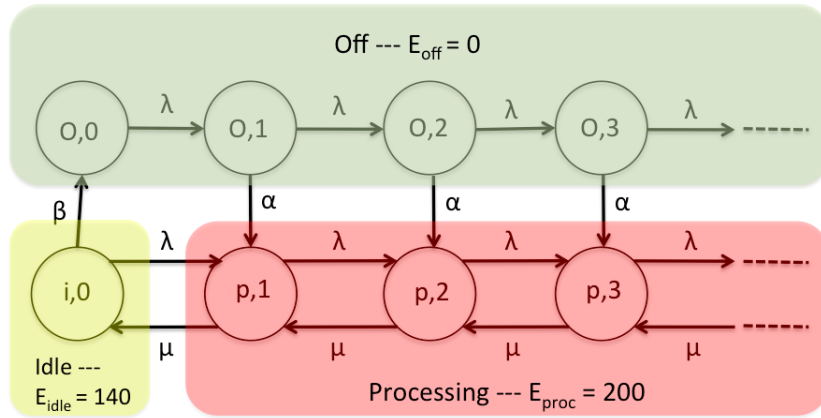 Off --- E_off = 0
λ λ λ λ
O,0 O,1 O,2 O,3
β α α α
λ λ λ λ
i,0 p,1 p,2 p,3
μ μ μ μ
Idle ---
E_idle = 140
Processing --- E_proc = 200